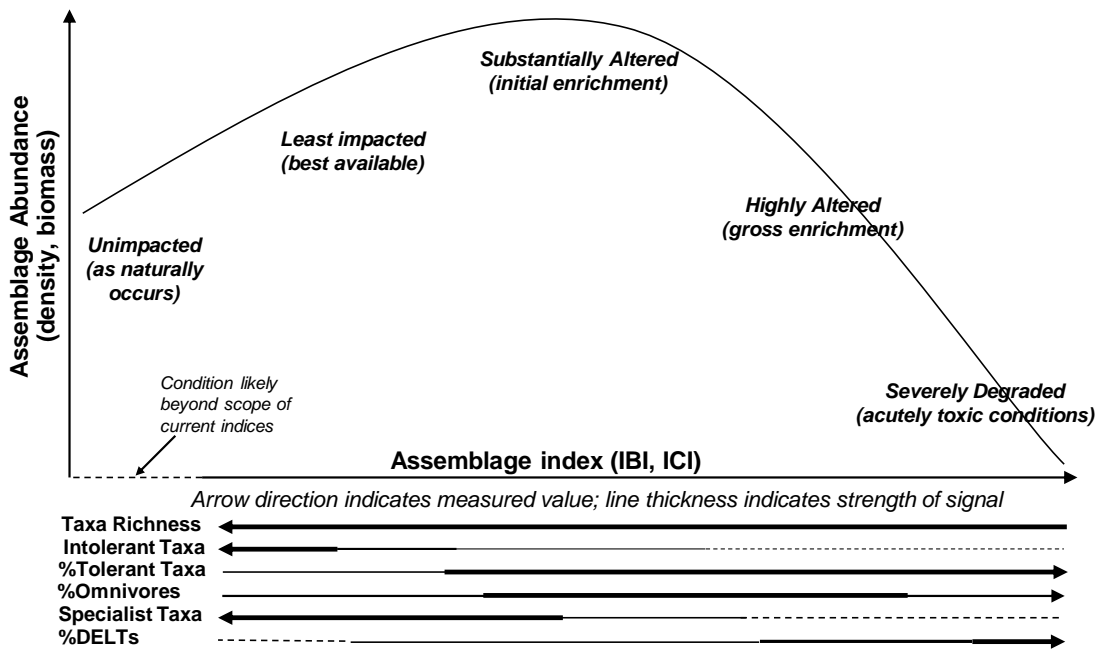 Assemblage Abundance
(density, biomass)
Substantially Altered
(initial enrichment)
Least impacted
(best available)
Highly Altered
(gross enrichment)
Unimpacted
(as naturally
occurs)
Condition likely
beyond scope of
current indices
Severely Degraded
(acutely toxic conditions)
Assemblage index (IBI, ICI)
Arrow direction indicates measured value; line thickness indicates strength of signal
Taxa Richness
Intolerant Taxa
%Tolerant Taxa
%Omnivores
Specialist Taxa
%DELTs